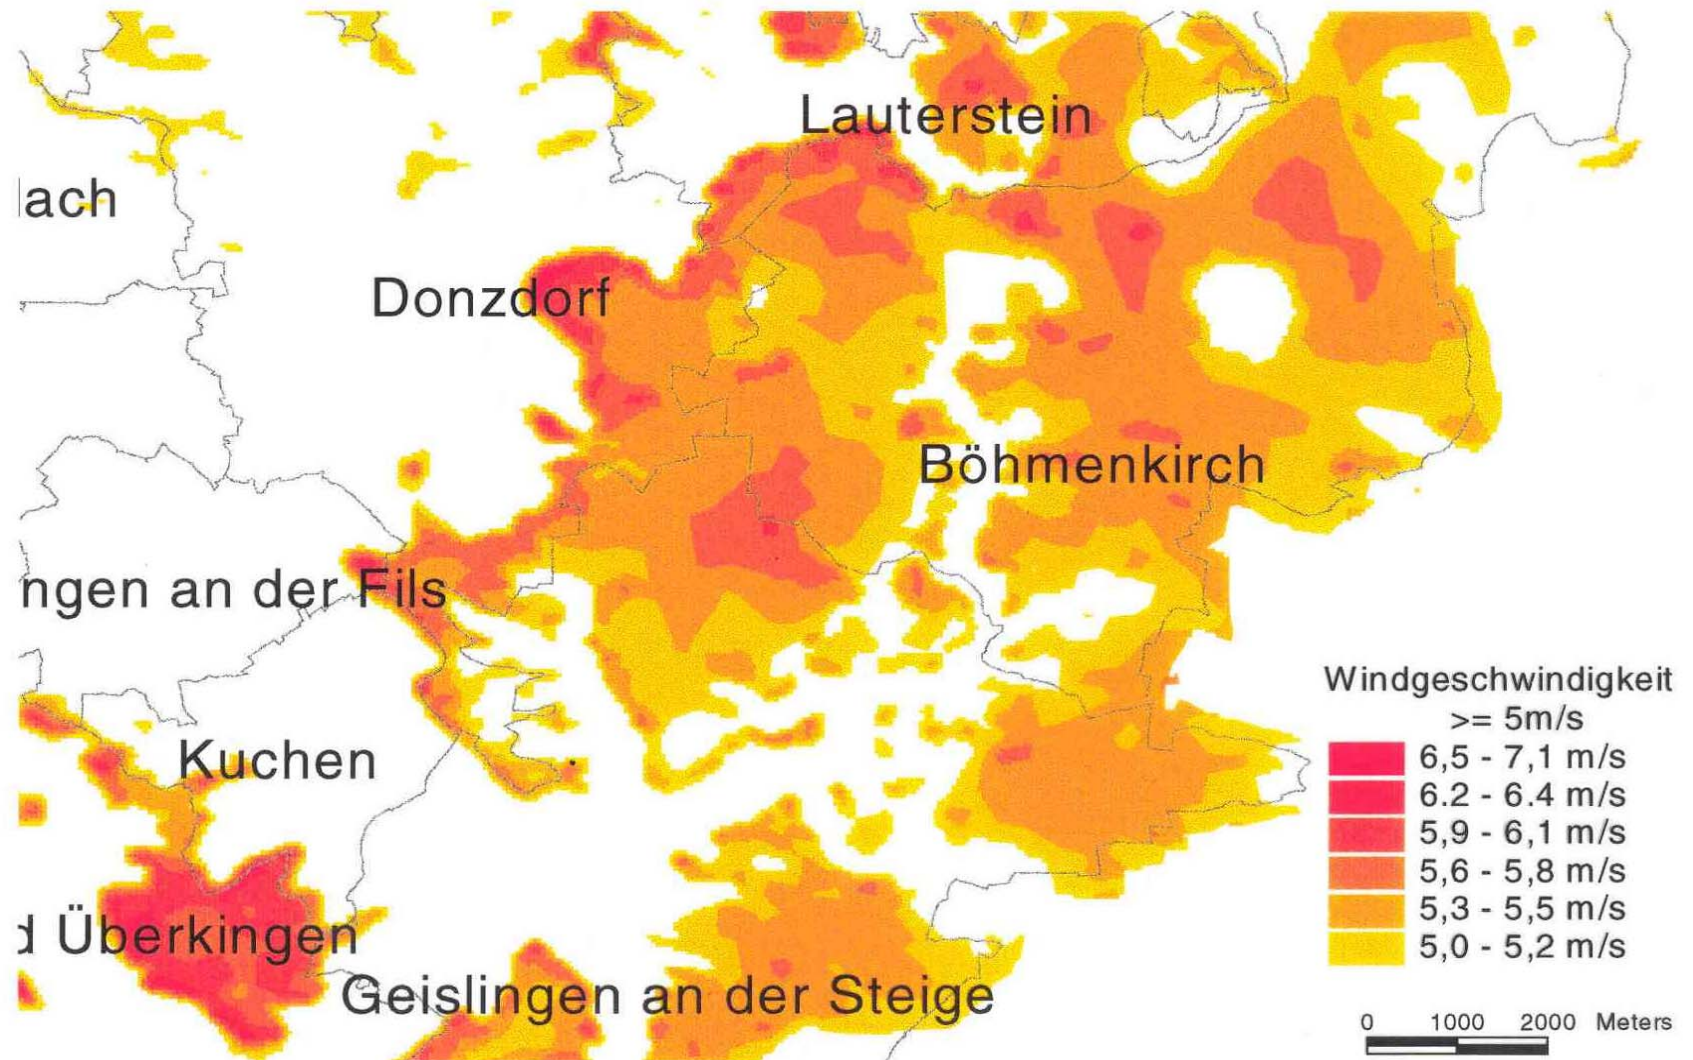 Lauterstein
lach
Donzdorf
Böhmenkirch
ngen an der Fils
Kuchen
d Überkingen
Geislingen an der Steige
Windgeschwindigkeit
>= 5m/s
6,5 - 7,1 m/s
6.2 - 6.4 m/s
5,9 - 6,1 m/s
5,6 - 5,8 m/s
5,3 - 5,5 m/s
5,0 - 5,2 m/s
0 1000 2000 Meters